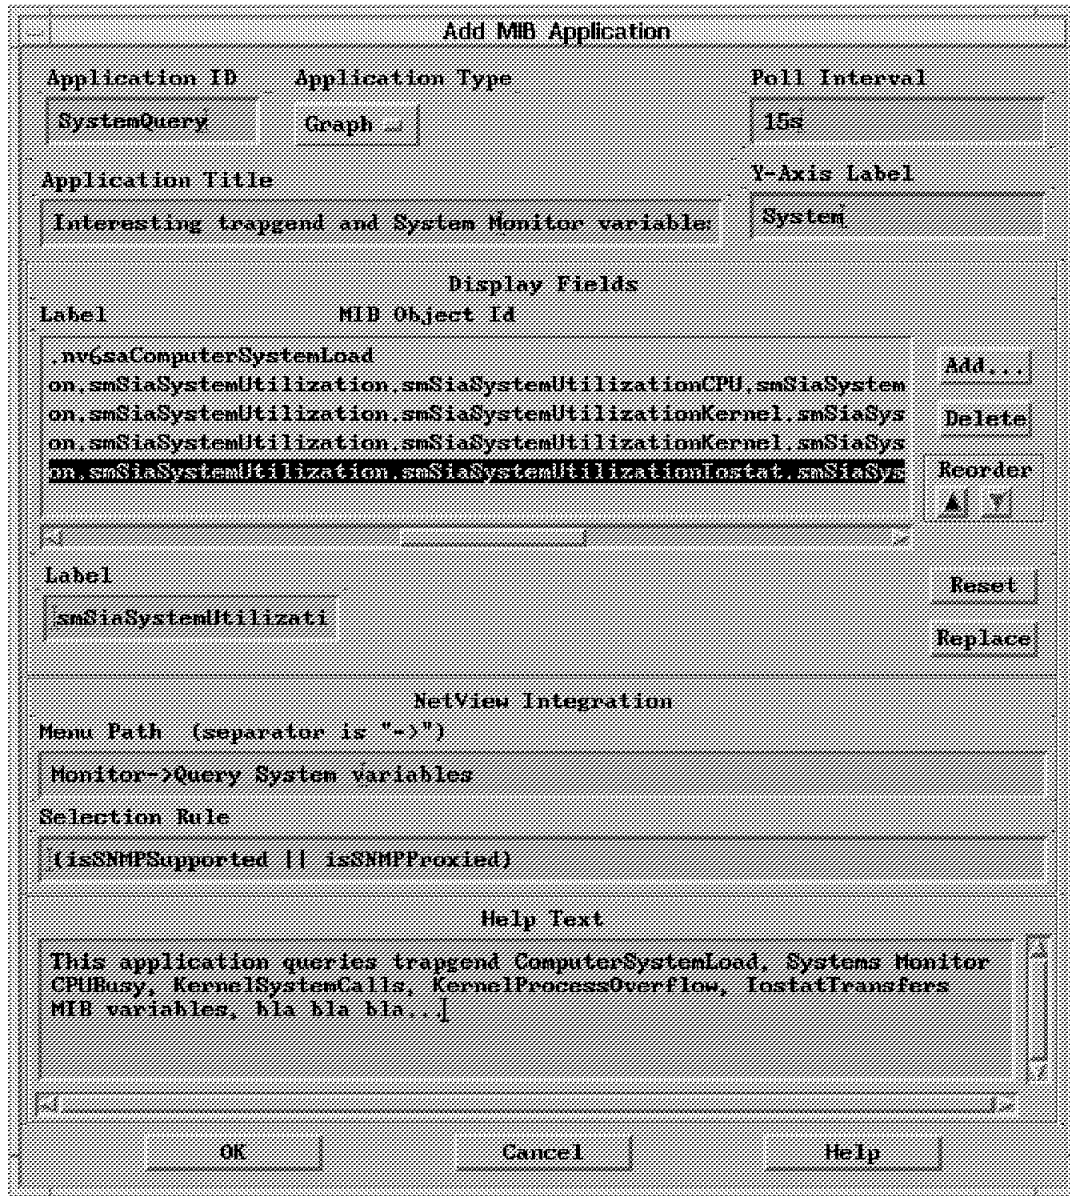 Add MIB Application
Application ID Application Type Poll Interval
SystemQuery Graph 15s
Application Title Y-Axis Label
Interesting trapgend and System Monitor variable System
Display Fields
Label MIB Object Id
.nv6saComputerSystemLoad
on.smSiaSystemUtilization.smSiaSystemUtilizationCPU.smSiaSystem
on.smSiaSystemUtilization.smSiaSystemUtilizationKernel.smSiaSys
on.smSiaSystemUtilization.smSiaSystemUtilizationKernel.smSiaSys
on.smSiaSystemUtilization.smSiaSystemUtilizationIostat.smSiaSys
Add...
Delete
Reorder
Label
smSiaSystemUtilizati
Reset
Replace
NetView Integration
Menu Path (separator is "->")
Monitor->Query System variables
Selection Rule
(isSNMPSupported || isSNMPProxied)
Help Text
This application queries trapgend ComputerSystemLoad, Systems Monitor
CPUBusy, KernelSystemCalls, KernelProcessOverflow, IostatTransfers
MIB variables, bla bla bla...
OK Cancel Help